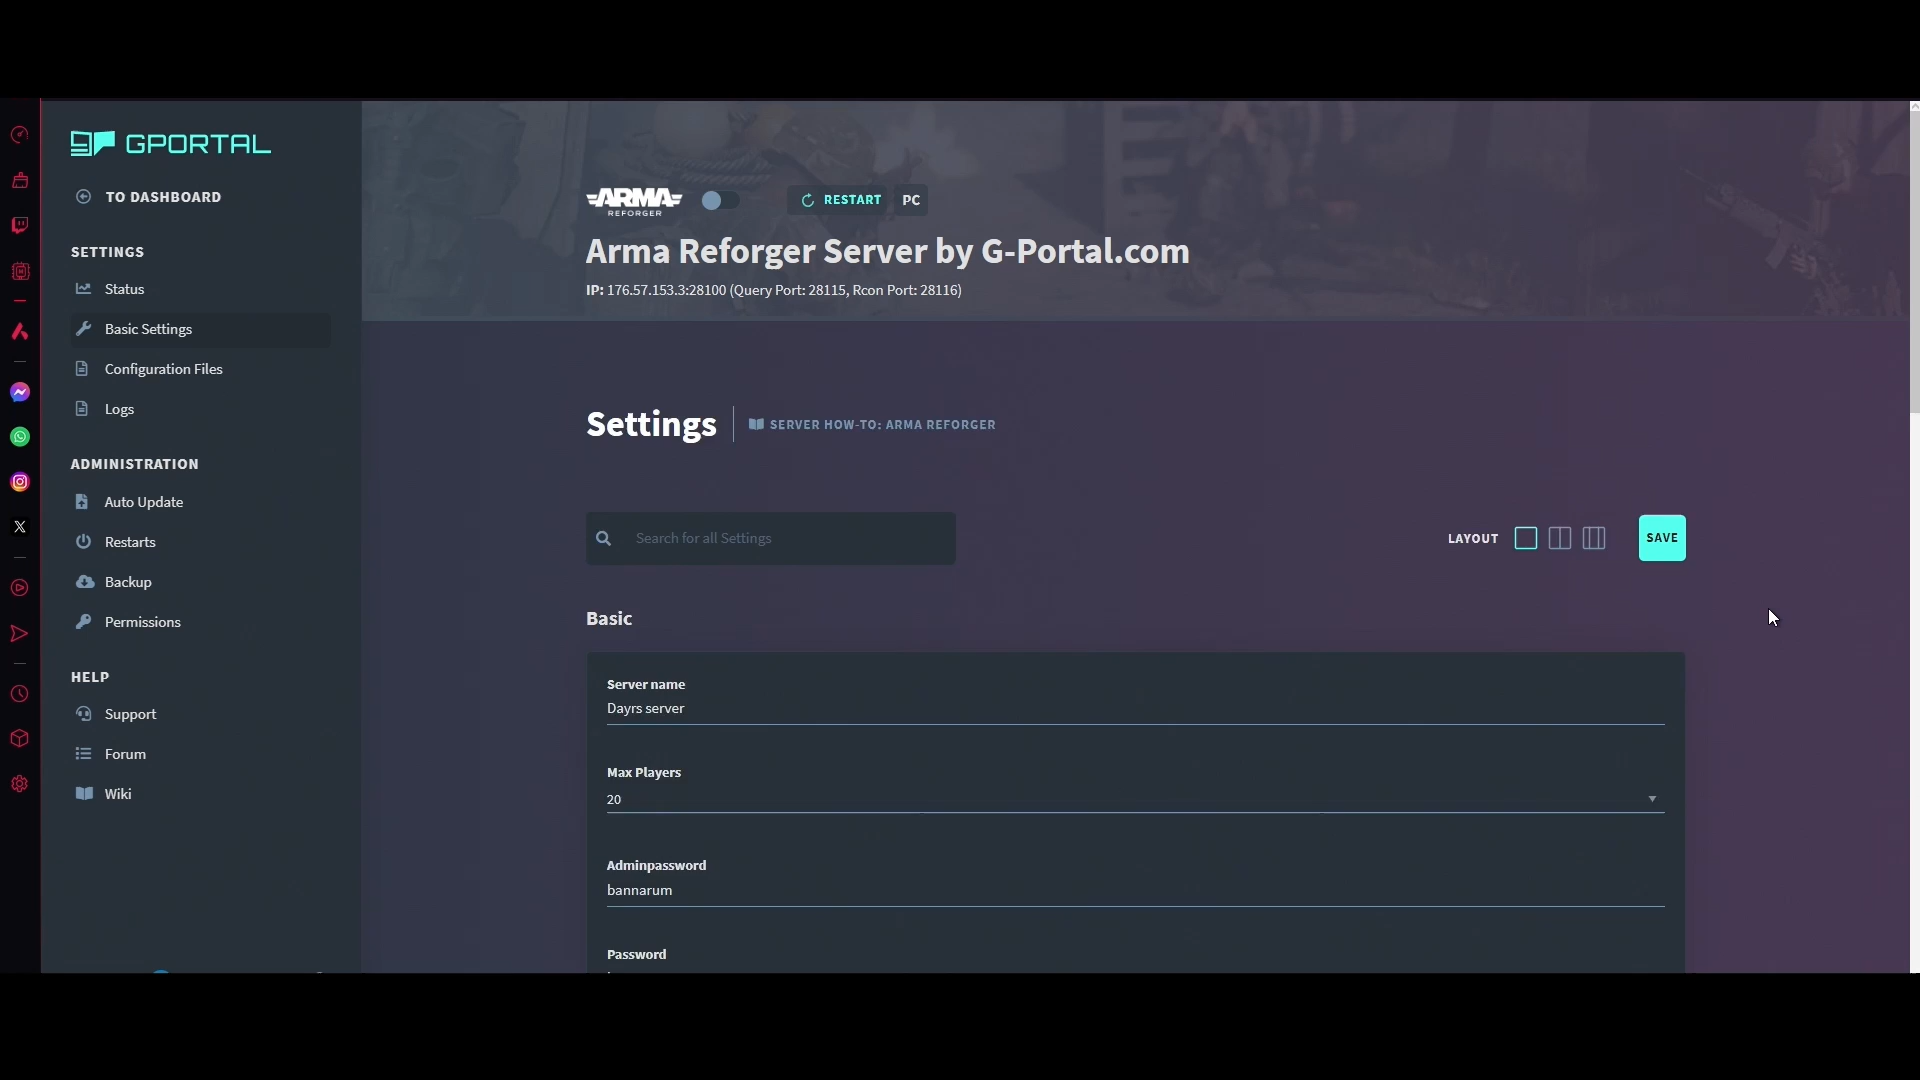 GPORTAL
TO DASHBOARD
SETTINGS
Status
Basic Settings
Configuration Files
Logs
ADMINISTRATION
Auto Update
Restarts
Backup
Permissions
HELP
Support
Forum
Wiki
ARMA
REFORGER
RESTART
PC
Arma Reforger Server by G-Portal.com
IP: 176.57.153.3:28100 (Query Port: 28115, Rcon Port: 28116)
Settings
SERVER HOW-TO: ARMA REFORGER
Search for all Settings
LAYOUT
SAVE
Basic
Server name
Dayrs server
Max Players
20
Adminpassword
bannarum
Password